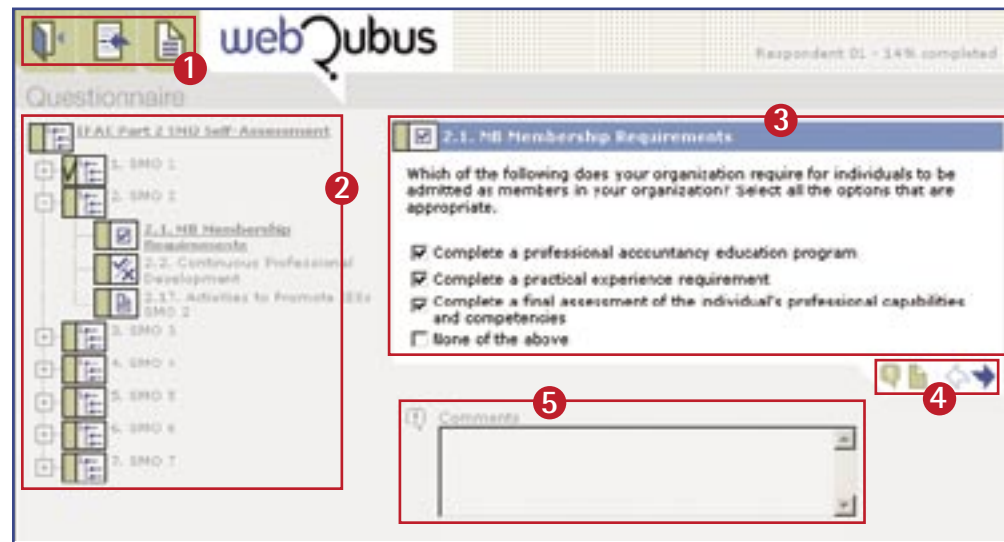 webQubus
1
Respondent 01 - 14% completed
Questionnaire
IFAC Part 2 SMO Self-Assessment
1. SMO 1
2. SMO 2
2.1. MB Membership
Requirements
2.2. Continuous Professional
Development
2.17. Activities to Promote IESs
SMO 2
3. SMO 3
4. SMO 4
5. SMO 5
6. SMO 6
7. SMO 7
2
3
2.1. MB Membership Requirements
Which of the following does your organization require for individuals to be
admitted as members in your organization? Select all the options that are
appropriate.
Complete a professional accountancy education program
Complete a practical experience requirement
Complete a final assessment of the individual's professional capabilities
and competencies
None of the above
4
5
Comments